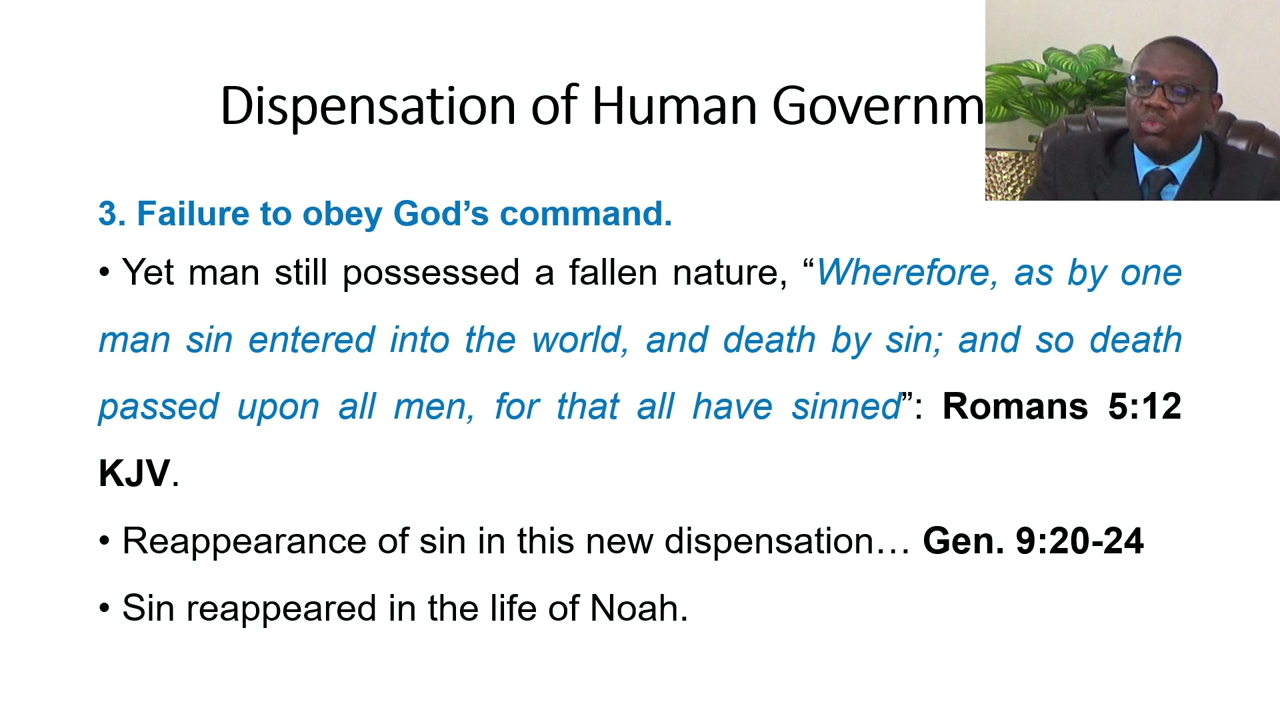 Dispensation of Human Governm
3. Failure to obey God’s command.
• Yet man still possessed a fallen nature, “Wherefore, as by one
man sin entered into the world, and death by sin; and so death
passed upon all men, for that all have sinned”: Romans 5:12
KJV.
• Reappearance of sin in this new dispensation… Gen. 9:20-24
• Sin reappeared in the life of Noah.